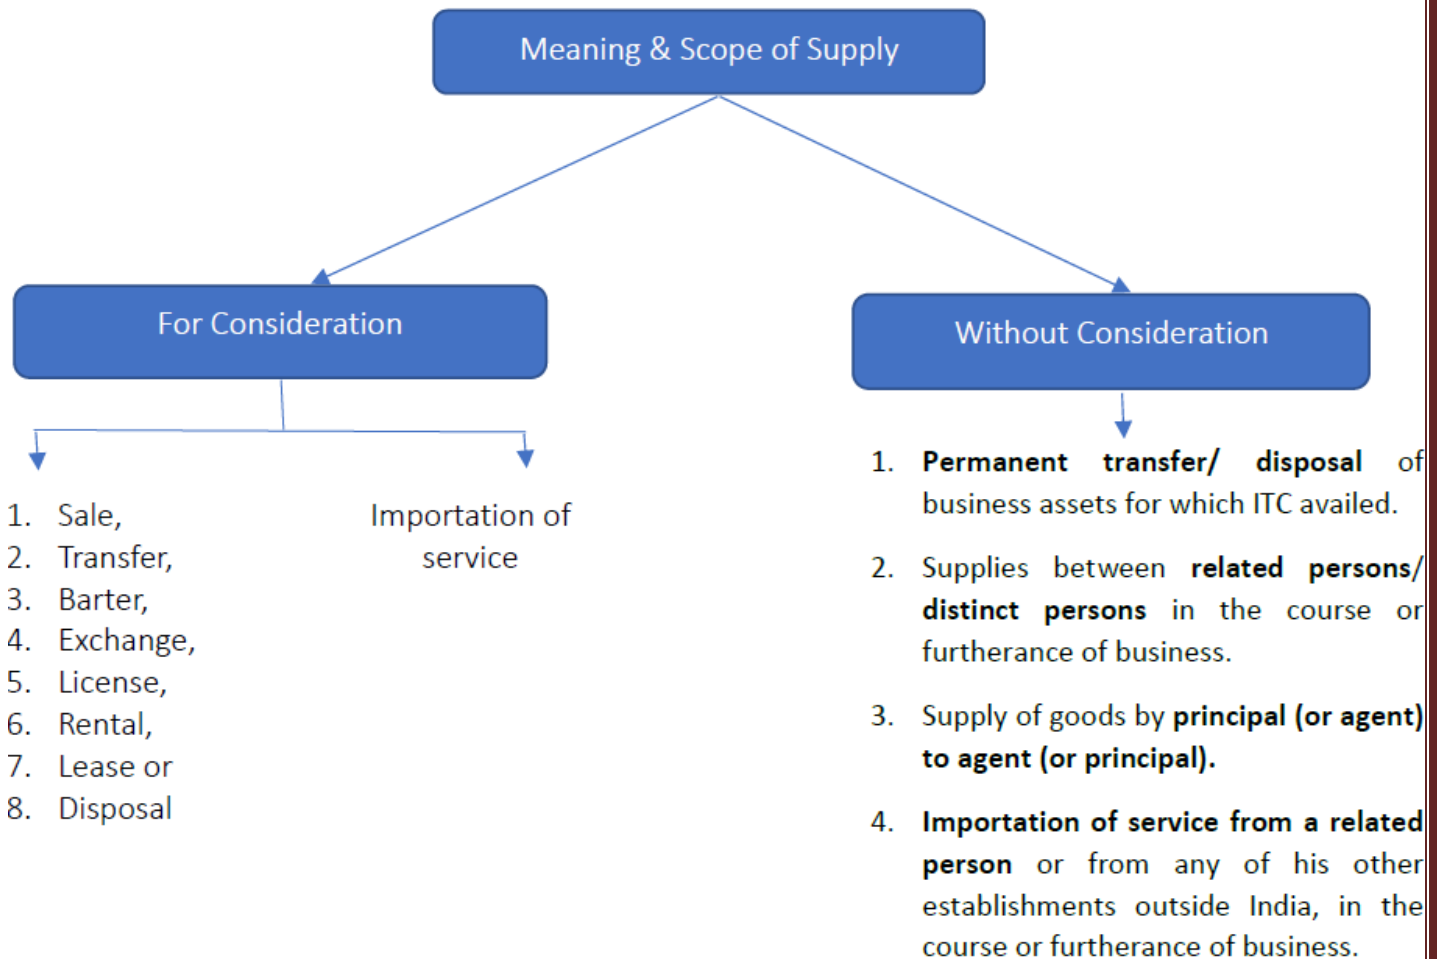 Meaning & Scope of Supply
For Consideration
Without Consideration
1. Sale,
2. Transfer,
3. Barter,
4. Exchange,
5. License,
6. Rental,
7. Lease or
8. Disposal
Importation of
service
1. Permanent transfer/ disposal of
business assets for which ITC availed.
2. Supplies between related persons/
distinct persons in the course or
furtherance of business.
3. Supply of goods by principal (or agent)
to agent (or principal).
4. Importation of service from a related
person or from any of his other
establishments outside India, in the
course or furtherance of business.